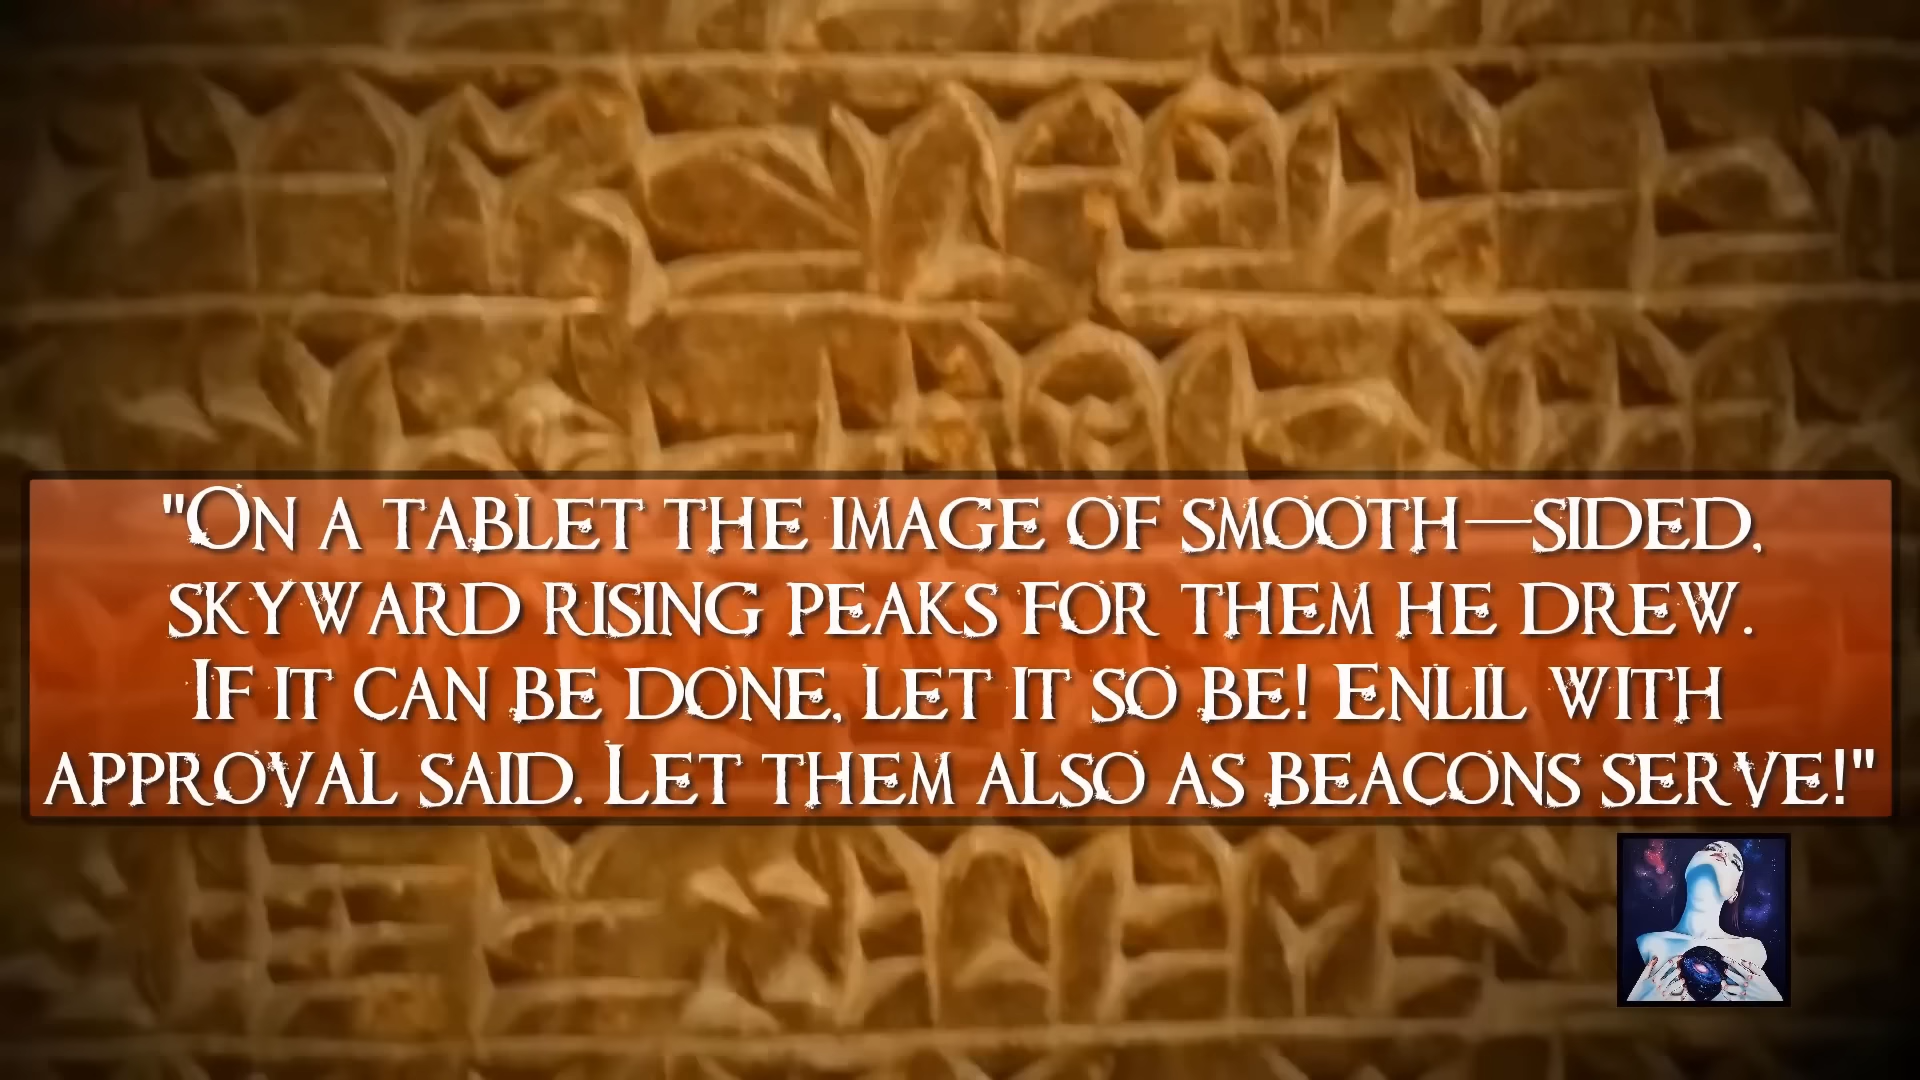 "On a tablet the image of smooth—sided,
skyward rising peaks for them he drew.
If it can be done, let it so be! Enlil with
approval said. Let them also as beacons serve!"